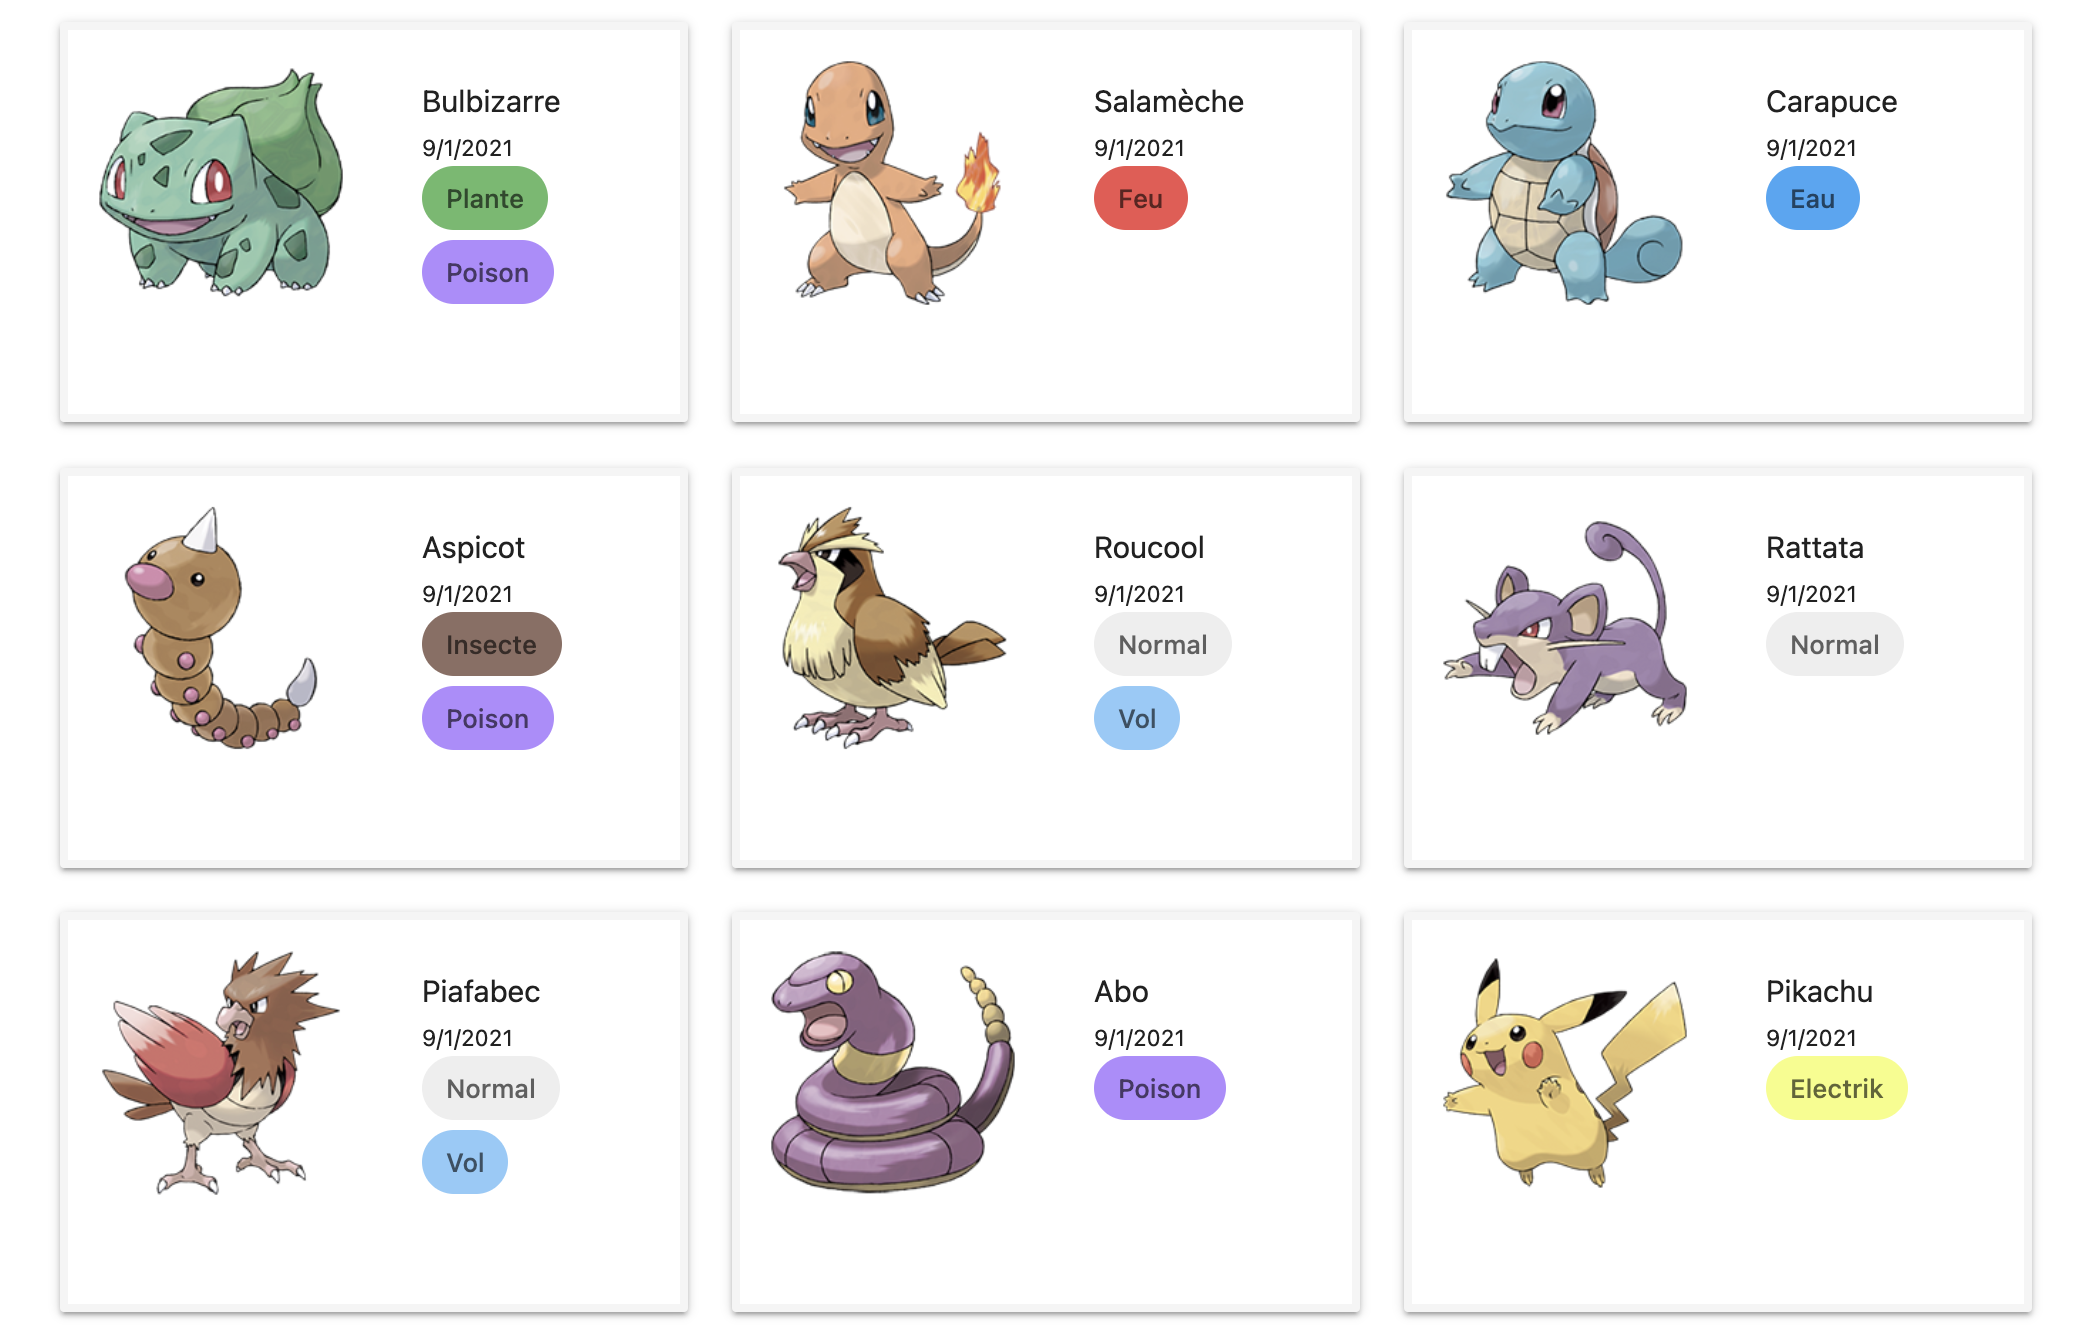 Bulbizarre
9/1/2021
Plante
Poison
Salamèche
9/1/2021
Feu
Carapuce
9/1/2021
Eau
Aspicot
9/1/2021
Insecte
Poison
Roucool
9/1/2021
Normal
Vol
Rattata
9/1/2021
Normal
Piafabec
9/1/2021
Normal
Vol
Abo
9/1/2021
Poison
Pikachu
9/1/2021
Electrik